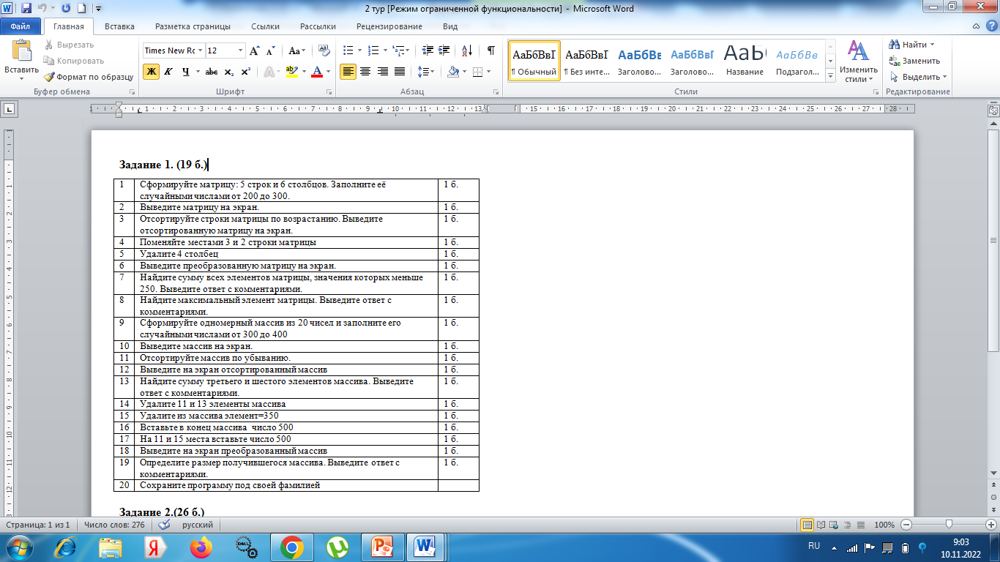 2 тур [Режим ограниченной функциональности] - Microsoft Word
Файл Главная Вставка Разметка страницы Ссылки Рассылки Рецензирование Вид
Вставить
Вырезать
Копировать
Формат по образцу
Буфер обмена
Times New Ro 12
Шрифт
Абзац
АаБбВвГ АаБбВвГ АаБбВв АаБбВвГ АаБ АаБбВв
¶ Обычный ¶ Без инте... Заголово... Заголово... Название Подзагол...
Стили
Изменить стили
Найти
Заменить
Выделить
Редактирование
Задание 1. (19 б.)
1 Сформируйте матрицу: 5 строк и 6 столбцов. Заполните её 1 б.
случайными числами от 200 до 300.
2 Выведите матрицу на экран. 1 б.
3 Отсортируйте строки матрицы по возрастанию. Выведите 1 б.
отсортированную матрицу на экран.
4 Поменяйте местами 3 и 2 строки матрицы 1 б.
5 Удалите 4 столбец 1 б.
6 Выведите преобразованную матрицу на экран. 1 б.
7 Найдите сумму всех элементов матрицы, значения которых меньше 1 б.
250. Выведите ответ с комментариями.
8 Найдите максимальный элемент матрицы. Выведите ответ с 1 б.
комментариями.
9 Сформируйте одномерный массив из 20 чисел и заполните его 1 б.
случайными числами от 300 до 400
10 Выведите массив на экран. 1 б.
11 Отсортируйте массив по убыванию. 1 б.
12 Выведите на экран отсортированный массив 1 б.
13 Найдите сумму третьего и шестого элементов массива. Выведите 1 б.
ответ с комментариями.
14 Удалите 11 и 13 элементы массива 1 б.
15 Удалите из массива элемент=350 1 б.
16 Вставьте в конец массива число 500 1 б.
17 На 11 и 15 места вставьте число 500 1 б.
18 Выведите на экран преобразованный массив 1 б.
19 Определите размер получившегося массива. Выведите ответ с 1 б.
комментариями.
20 Сохраните программу под своей фамилией
Задание 2.(26 б.)
Страница: 1 из 1 Число слов: 276 русский 100%
RU 9:03
10.11.2022